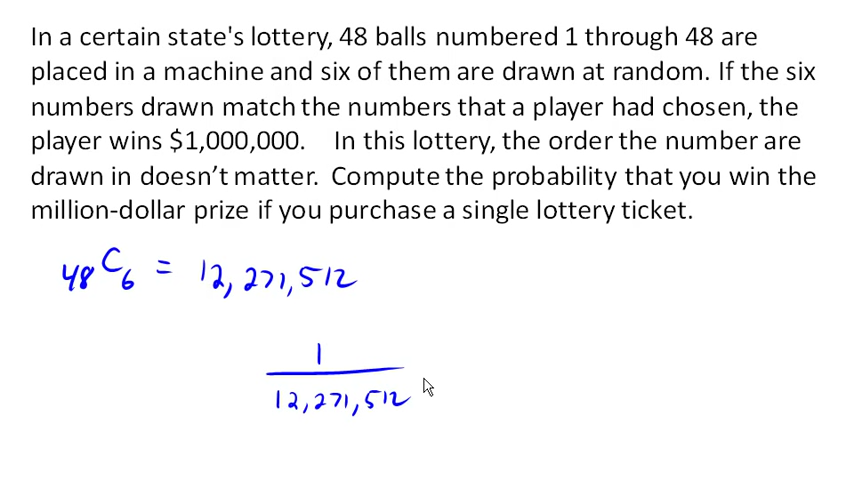 In a certain state's lottery, 48 balls numbered 1 through 48 are
placed in a machine and six of them are drawn at random. If the six
numbers drawn match the numbers that a player had chosen, the
player wins $1,000,000. In this lottery, the order the number are
drawn in doesn't matter. Compute the probability that you win the
million-dollar prize if you purchase a single lottery ticket.
48 C 6 = 12,271,512
1
12,271,512